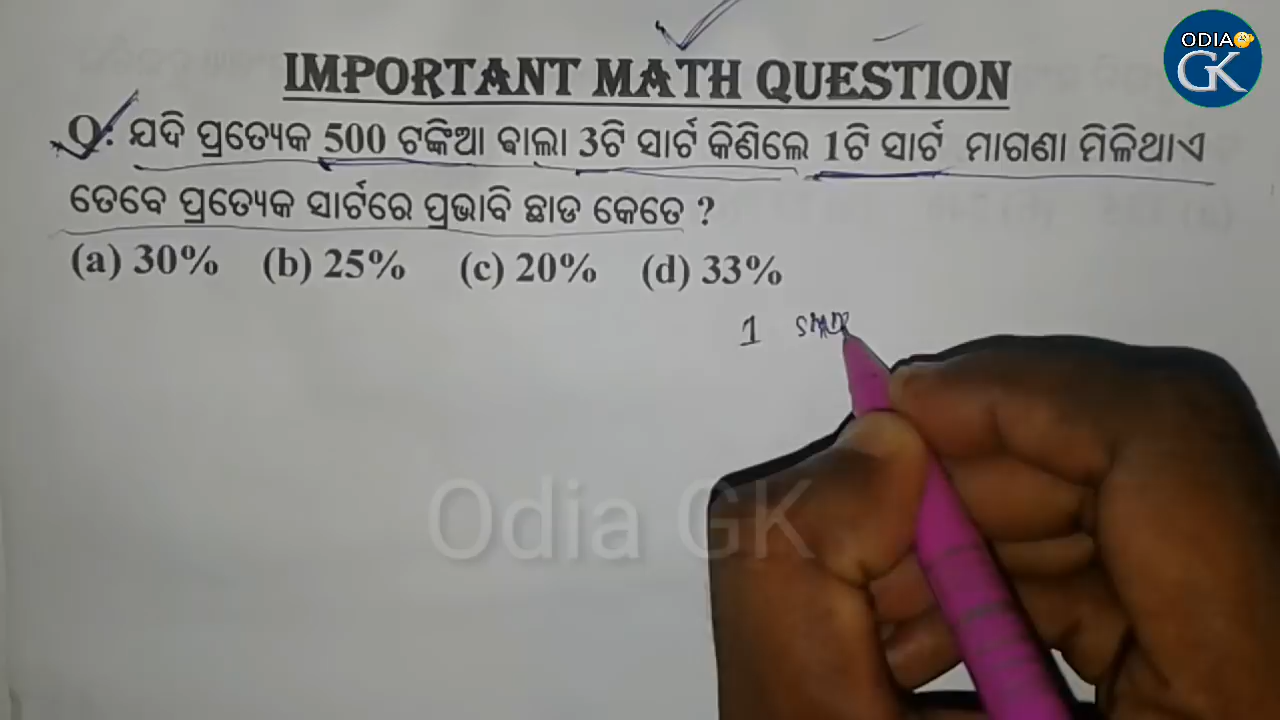 ODIA
GK
IMPORTANT MATH QUESTION
Q: ଯଦି ପ୍ରତ୍ୟେକ 500 ଟଙ୍କିଆ ଵାଲା 3ଟି ସାର୍ଟ କିଣିଲେ 1ଟି ସାର୍ଟ ମାଗଣା ମିଳିଥାଏ
ତେବେ ପ୍ରତ୍ୟେକ ସାର୍ଟରେ ପ୍ରଭାବି ଛାଡ କେତେ ?
(a) 30% (b) 25% (c) 20% (d) 33%
1
Odia GK